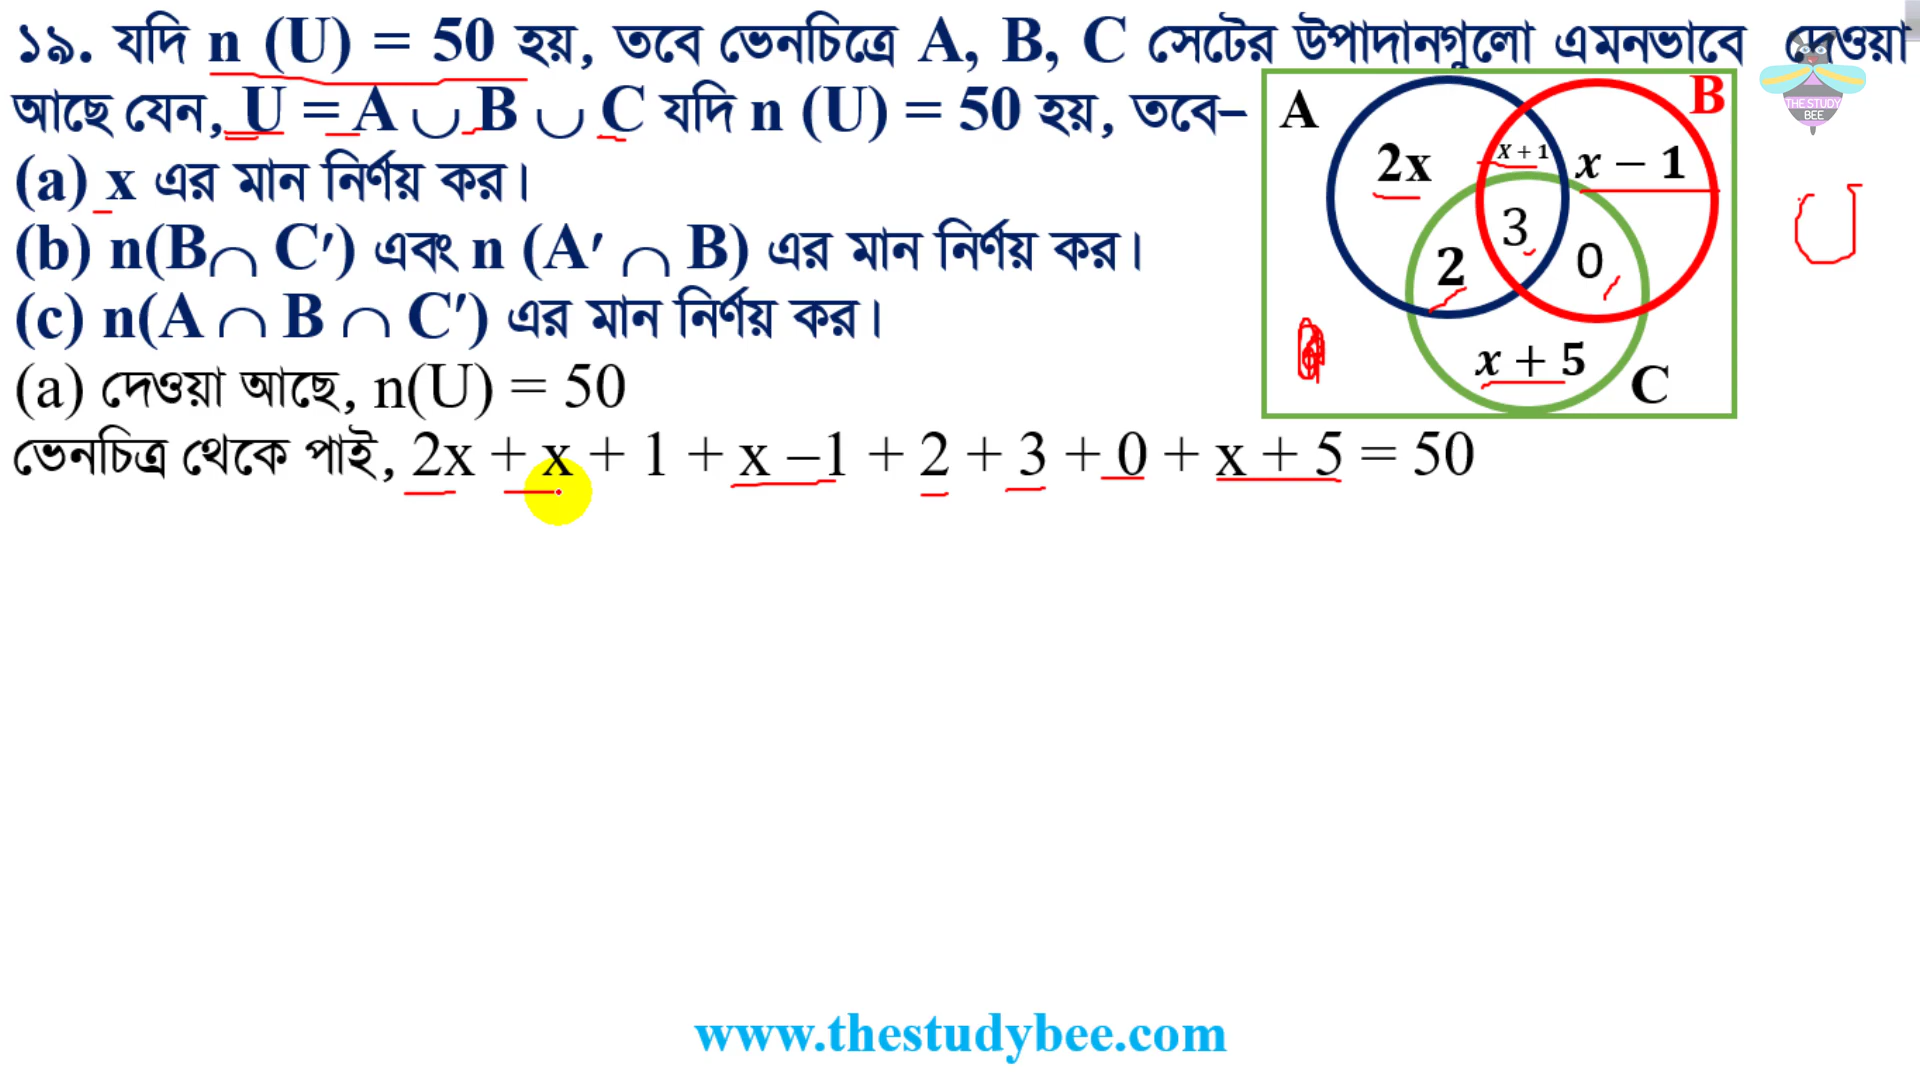 ১৯. যদি n (U) = 50 হয়, তবে ভেনচিত্রে A, B, C সেটের উপাদানগুলো এমনভাবে দেওয়া
আছে যেন, U = A ∪ B ∪ C যদি n (U) = 50 হয়, তবে–
(a) x এর মান নির্ণয় কর।
(b) n(B ∩ C′) এবং n (A′ ∩ B) এর মান নির্ণয় কর।
(c) n(A ∩ B ∩ C′) এর মান নির্ণয় কর।
A
B
2x
x + 1
x – 1
3
2
0
x + 5
C
U
THE STUDY
BEE
(a) দেওয়া আছে, n(U) = 50
ভেনচিত্র থেকে পাই, 2x + x + 1 + x –1 + 2 + 3 + 0 + x + 5 = 50
www.thestudybee.com